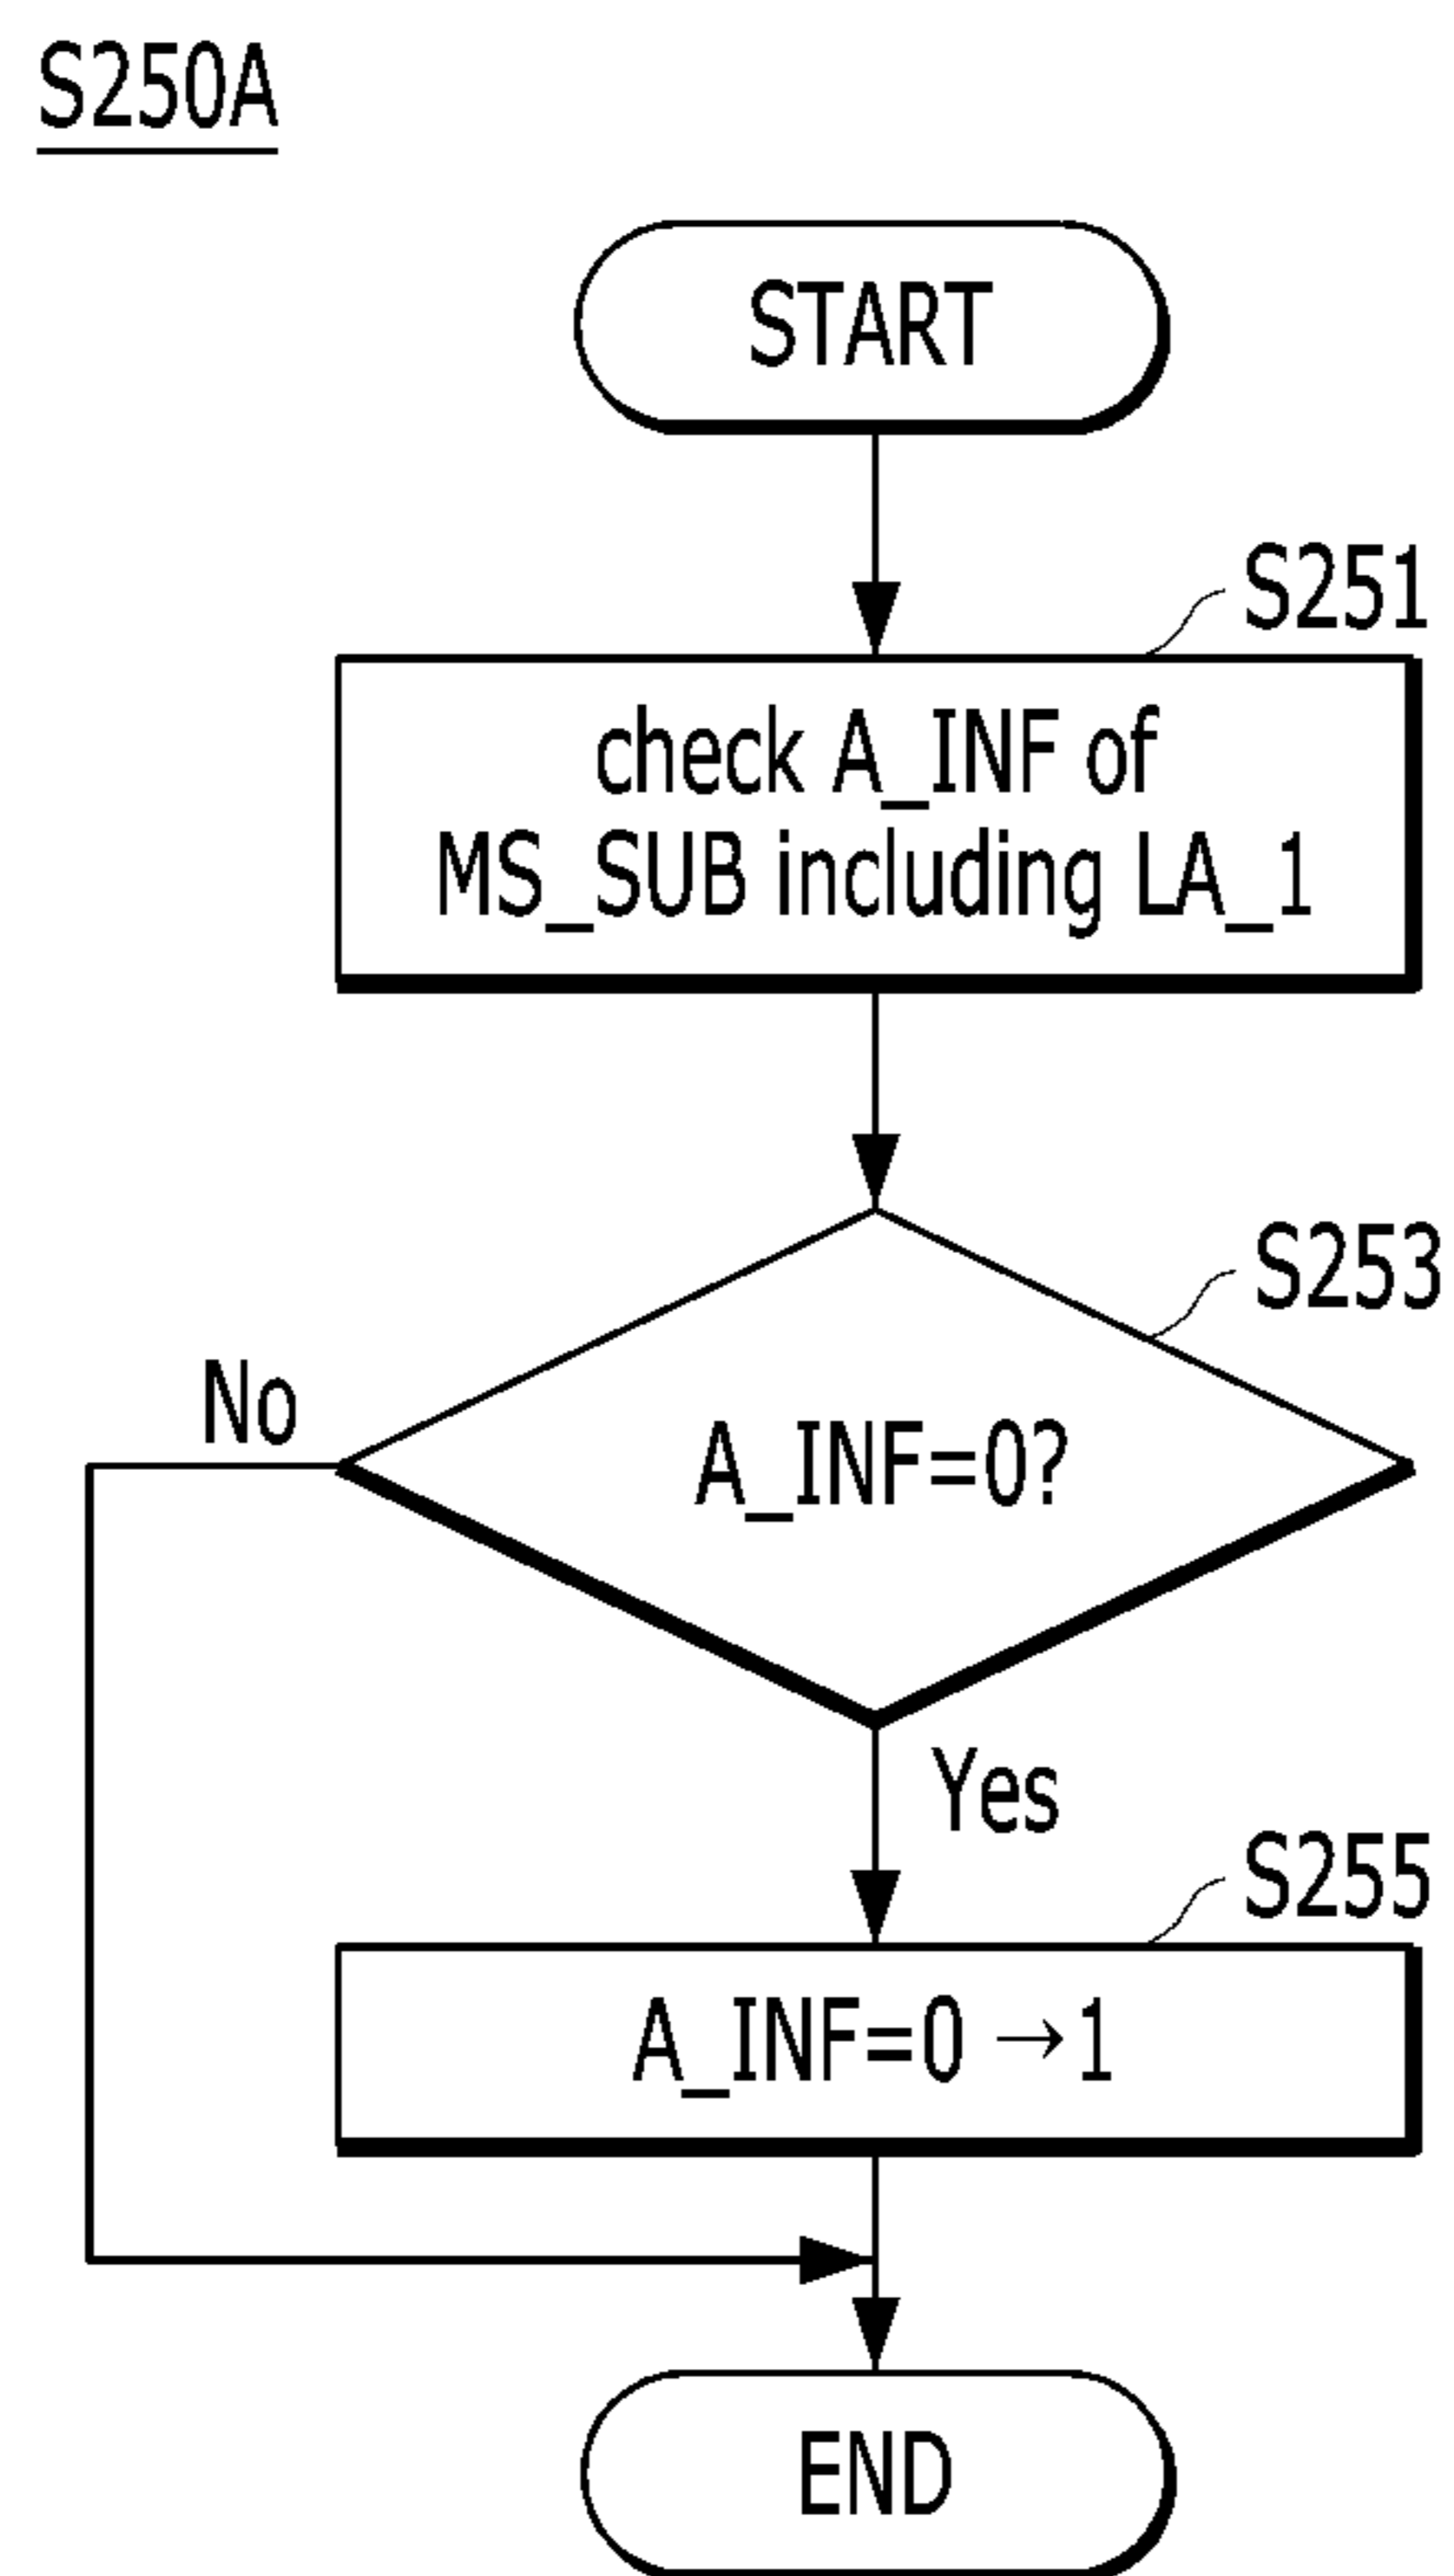 S250A
START
S251
check A_INF of
MS_SUB including LA_1
S253
No
A_INF=0?
Yes
S255
A_INF=0 →1
END